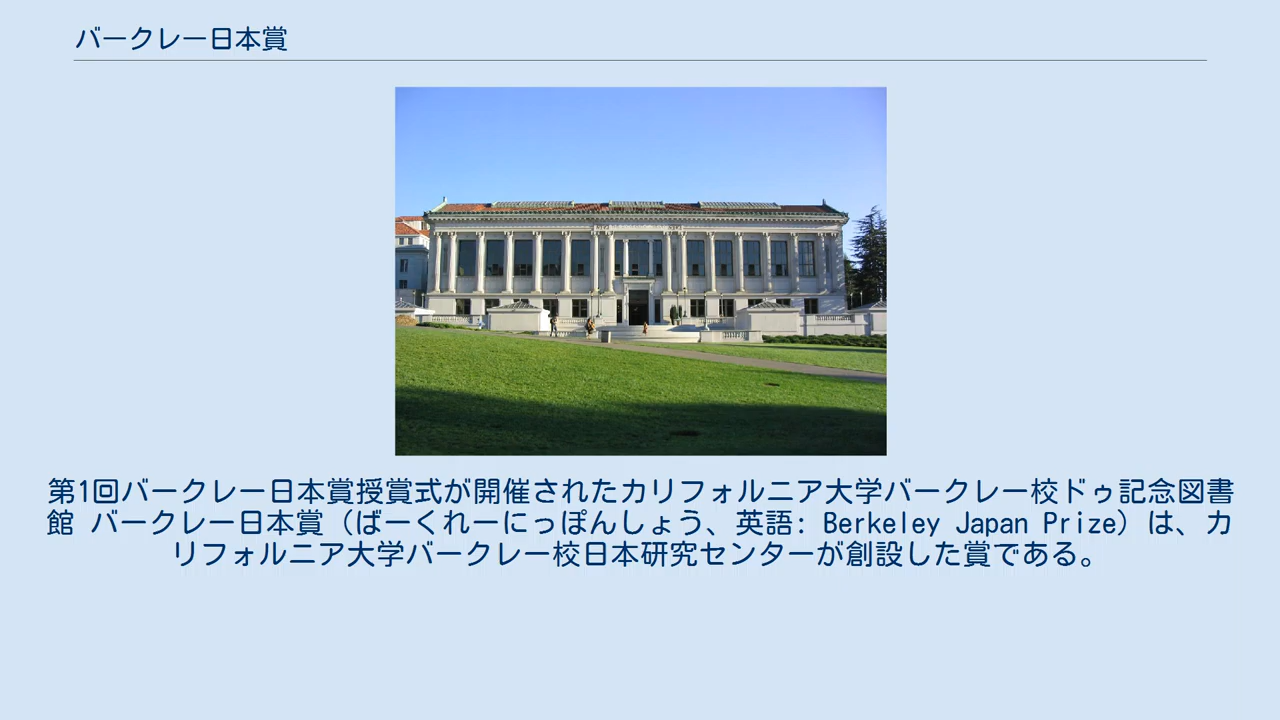 バークレー日本賞
第1回バークレー日本賞授賞式が開催されたカリフォルニア大学バークレー校ドゥ記念図書
館 バークレー日本賞（ばーくれーにっぽんしょう、英語: Berkeley Japan Prize）は、カ
リフォルニア大学バークレー校日本研究センターが創設した賞である。